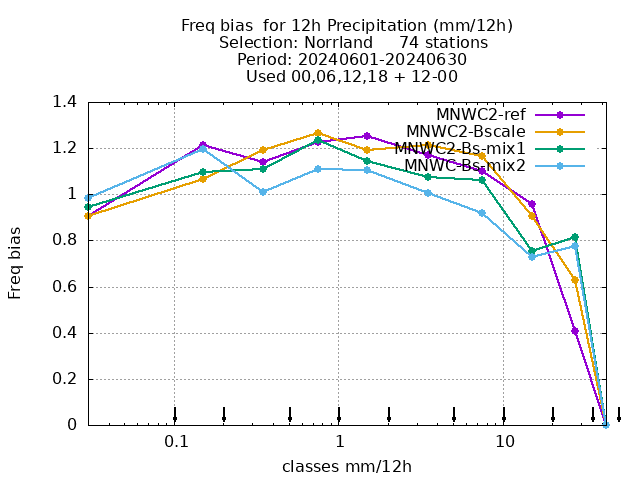 Freq bias  for 12h Precipitation (mm/12h)
Selection: Norrland     74 stations
Period: 20240601-20240630
Used 00,06,12,18 + 12-00
MNWC2-ref
MNWC2-Bscale
MNWC2-Bs-mix1
MNWC-Bs-mix2
1.4
1.2
1
0.8
0.6
0.4
0.2
0
Freq bias
0.1 1 10
classes mm/12h